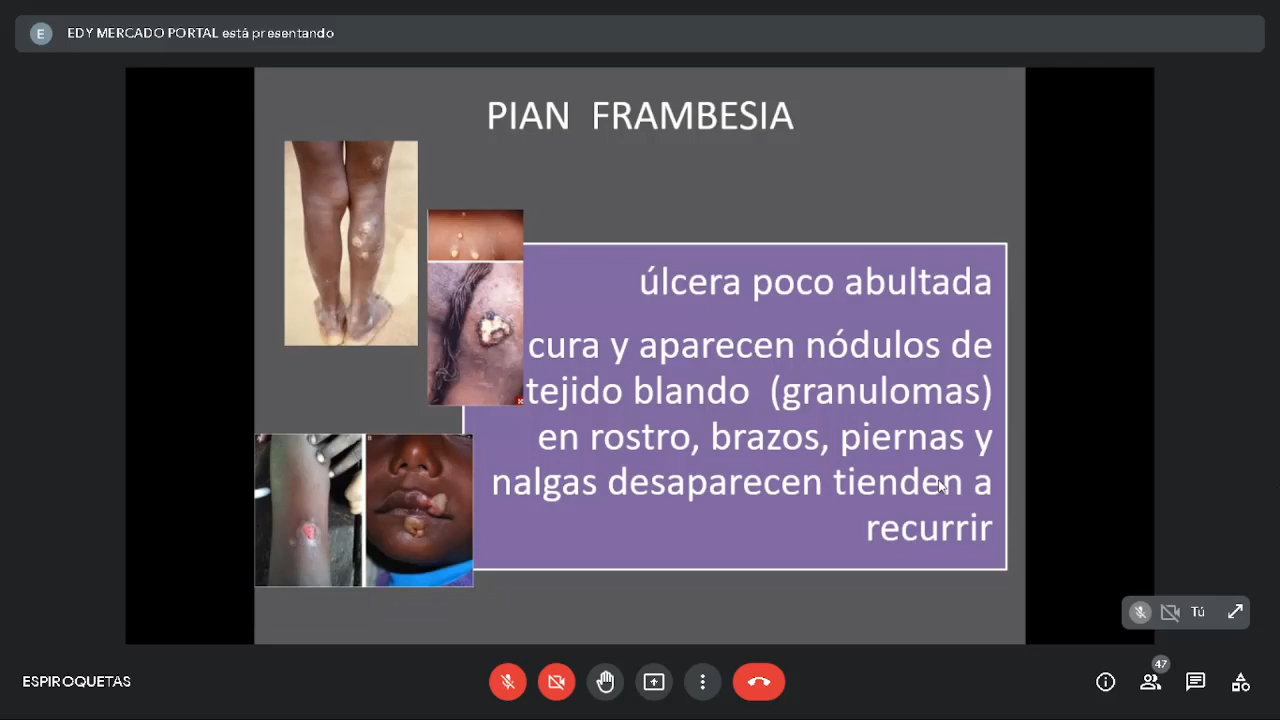 E
EDY MERCADO PORTAL está presentando
PIAN FRAMBESIA
úlcera poco abultada
cura y aparecen nódulos de
tejido blando (granulomas)
en rostro, brazos, piernas y
nalgas desaparecen tienden a
recurrir
Tú
ESPIROQUETAS
47